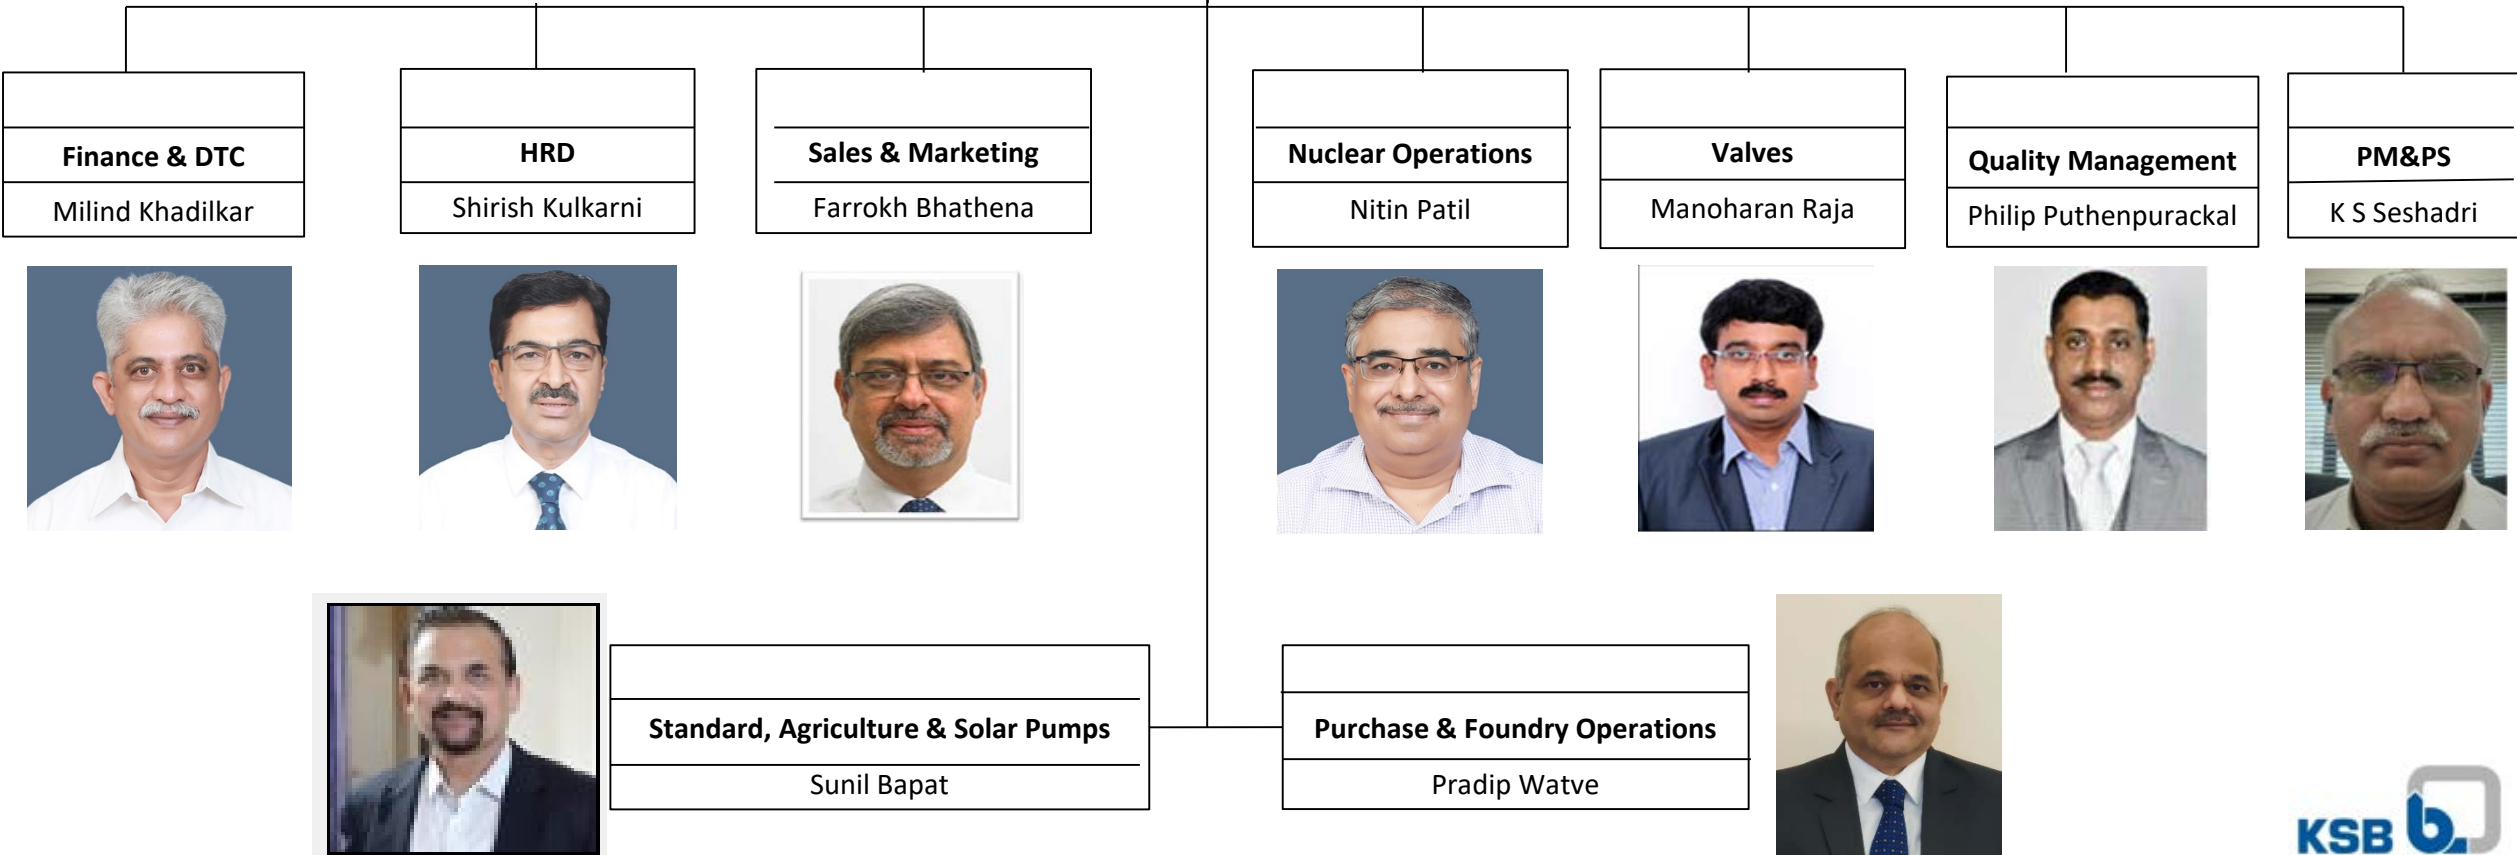 Finance & DTC
Milind Khadilkar
HRD
Shirish Kulkarni
Sales & Marketing
Farrokh Bhathena
Nuclear Operations
Nitin Patil
Valves
Manoharan Raja
Quality Management
Philip Puthenpurackal
PM&PS
K S Seshadri
Standard, Agriculture & Solar Pumps
Sunil Bapat
Purchase & Foundry Operations
Pradip Watve
KSB b.